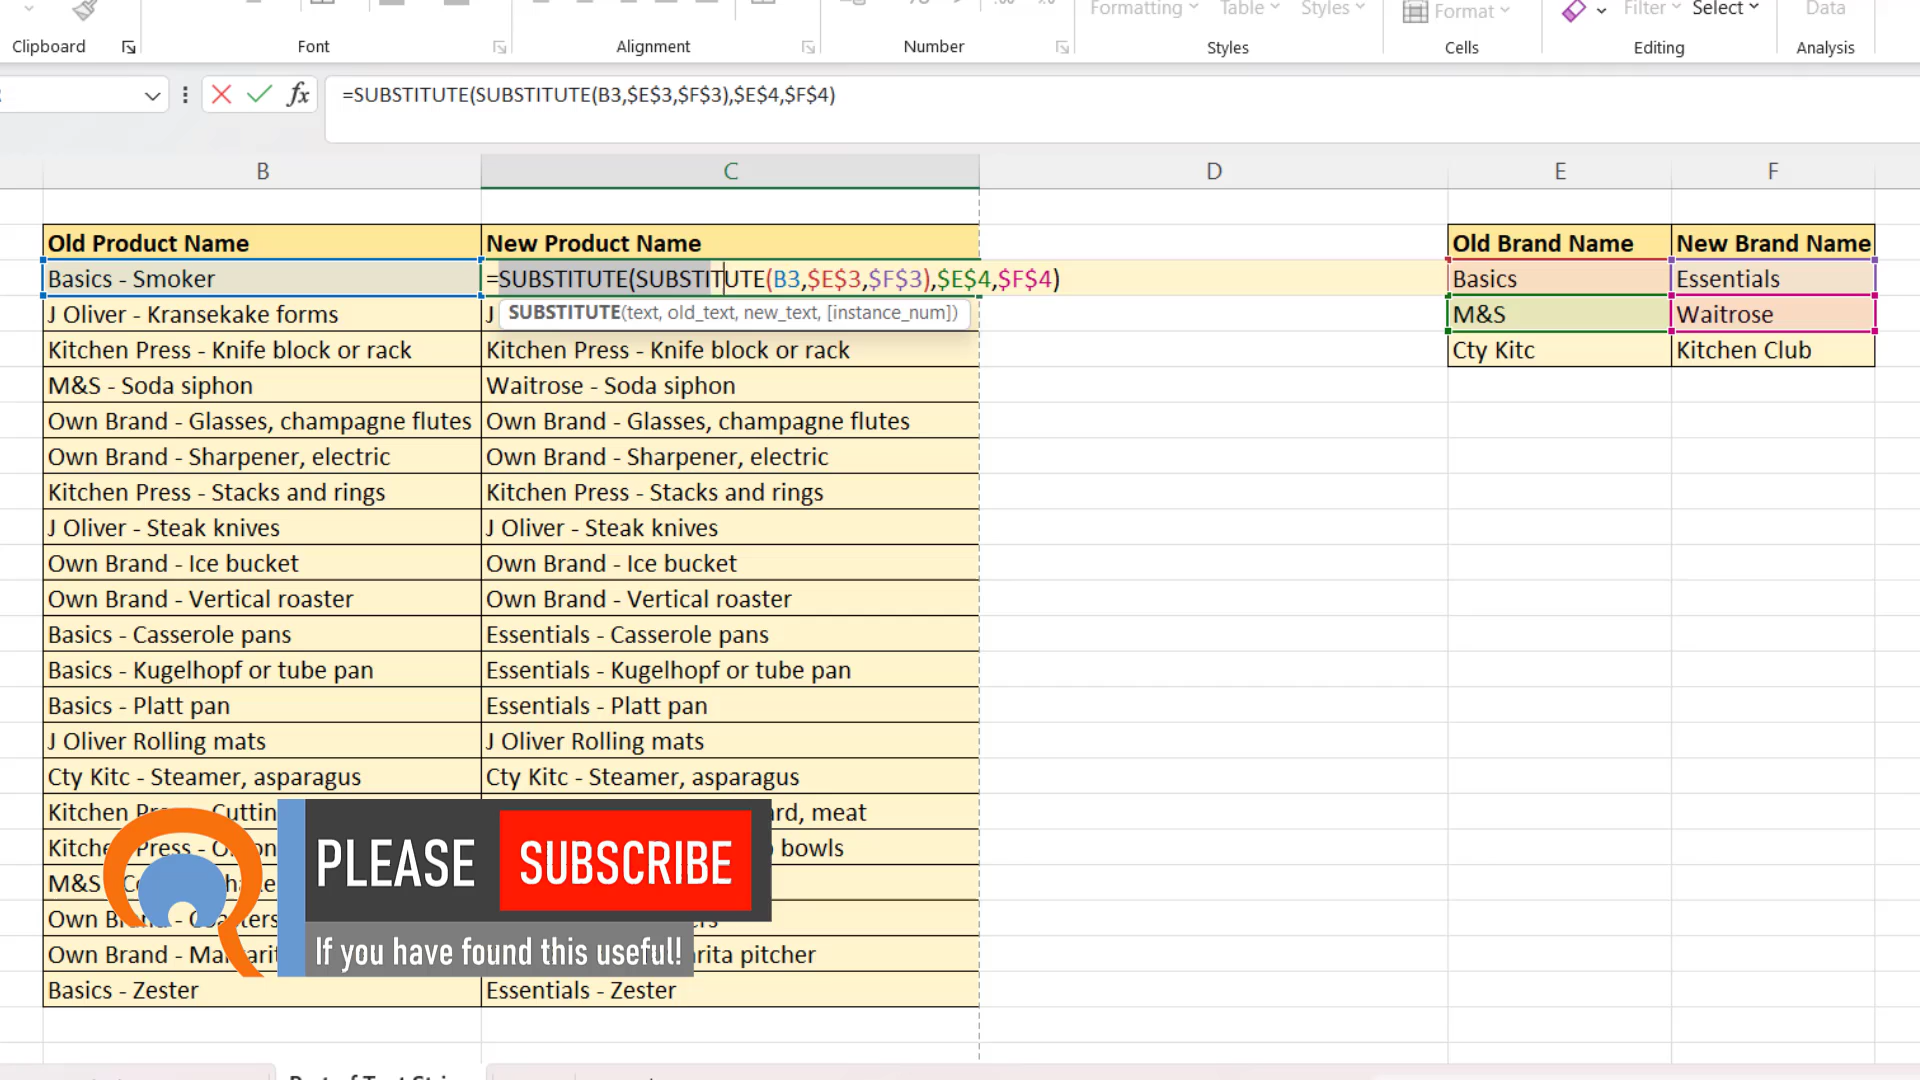 Formatting Table Styles Format Filter Select Data
Clipboard Font Alignment Number Styles Cells Editing Analysis
fx =SUBSTITUTE(SUBSTITUTE(B3,$E$3,$F$3),$E$4,$F$4)
B C D E F
Old Product Name New Product Name Old Brand Name New Brand Name
Basics - Smoker =SUBSTITUTE(SUBSTITUTE(B3,$E$3,$F$3),$E$4,$F$4) Basics Essentials
J Oliver - Kransekake forms J SUBSTITUTE(text, old_text, new_text, [instance_num]) M&S Waitrose
Kitchen Press - Knife block or rack Kitchen Press - Knife block or rack Cty Kitc Kitchen Club
M&S - Soda siphon Waitrose - Soda siphon
Own Brand - Glasses, champagne flutes Own Brand - Glasses, champagne flutes
Own Brand - Sharpener, electric Own Brand - Sharpener, electric
Kitchen Press - Stacks and rings Kitchen Press - Stacks and rings
J Oliver - Steak knives J Oliver - Steak knives
Own Brand - Ice bucket Own Brand - Ice bucket
Own Brand - Vertical roaster Own Brand - Vertical roaster
Basics - Casserole pans Essentials - Casserole pans
Basics - Kugelhopf or tube pan Essentials - Kugelhopf or tube pan
Basics - Platt pan Essentials - Platt pan
J Oliver Rolling mats J Oliver Rolling mats
Cty Kitc - Steamer, asparagus Cty Kitc - Steamer, asparagus
Kitchen meat
bowls
M&S
Own
Own Brand - pitcher
Basics - Zester Essentials - Zester
PLEASE SUBSCRIBE
If you have found this useful!